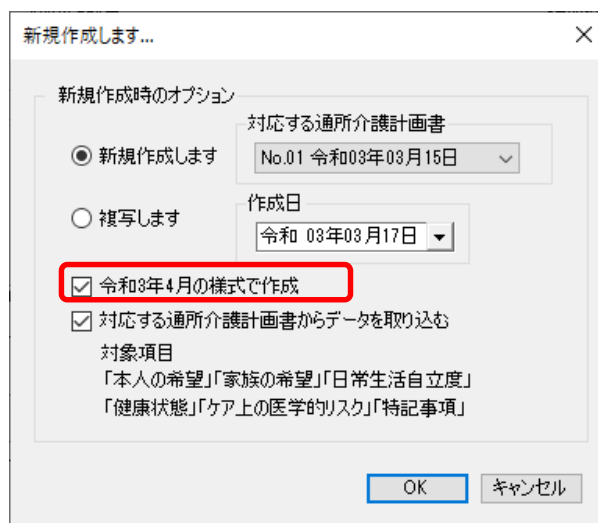 新規作成します...
新規作成時のオプション
対応する通所介護計画書
新規作成します
No.01 令和03年03月15日
作成日
複写します
令和 03年03月17日
令和3年4月の様式で作成
対応する通所介護計画書からデータを取り込む
対象項目
「本人の希望」「家族の希望」「日常生活自立度」
「健康状態」「ケア上の医学的リスク」「特記事項」
OK
キャンセル